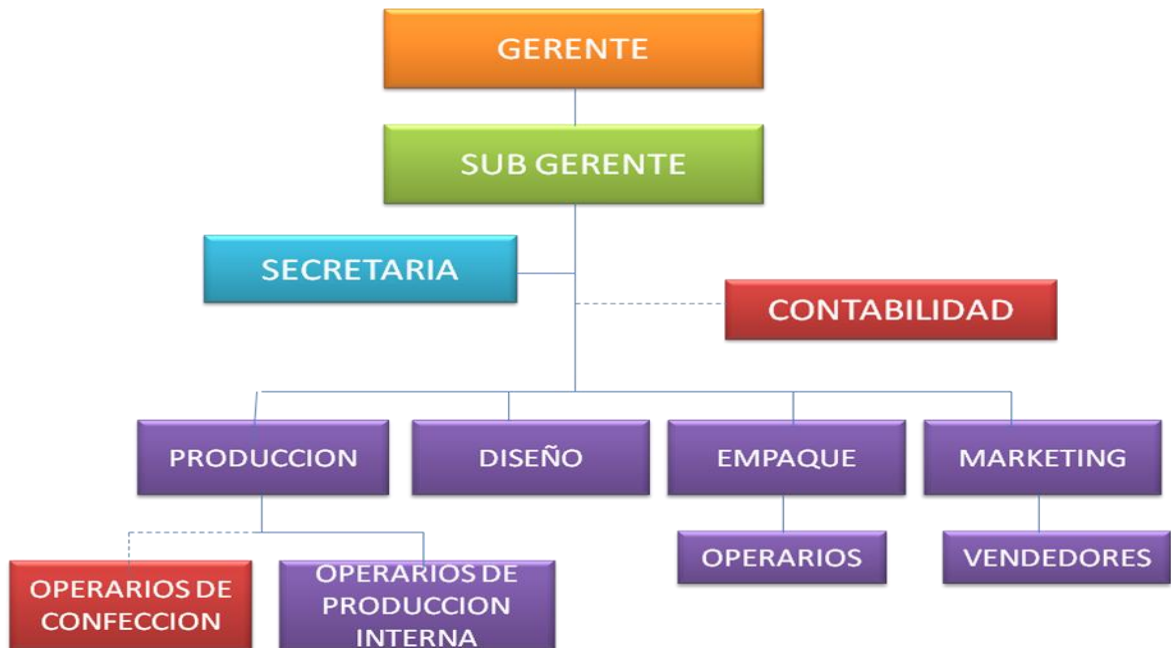 GERENTE
SUB GERENTE
SECRETARIA
CONTABILIDAD
PRODUCCION
DISEÑO
EMPAQUE
MARKETING
OPERARIOS DE
CONFECCION
OPERARIOS DE
PRODUCCION
INTERNA
OPERARIOS
VENDEDORES